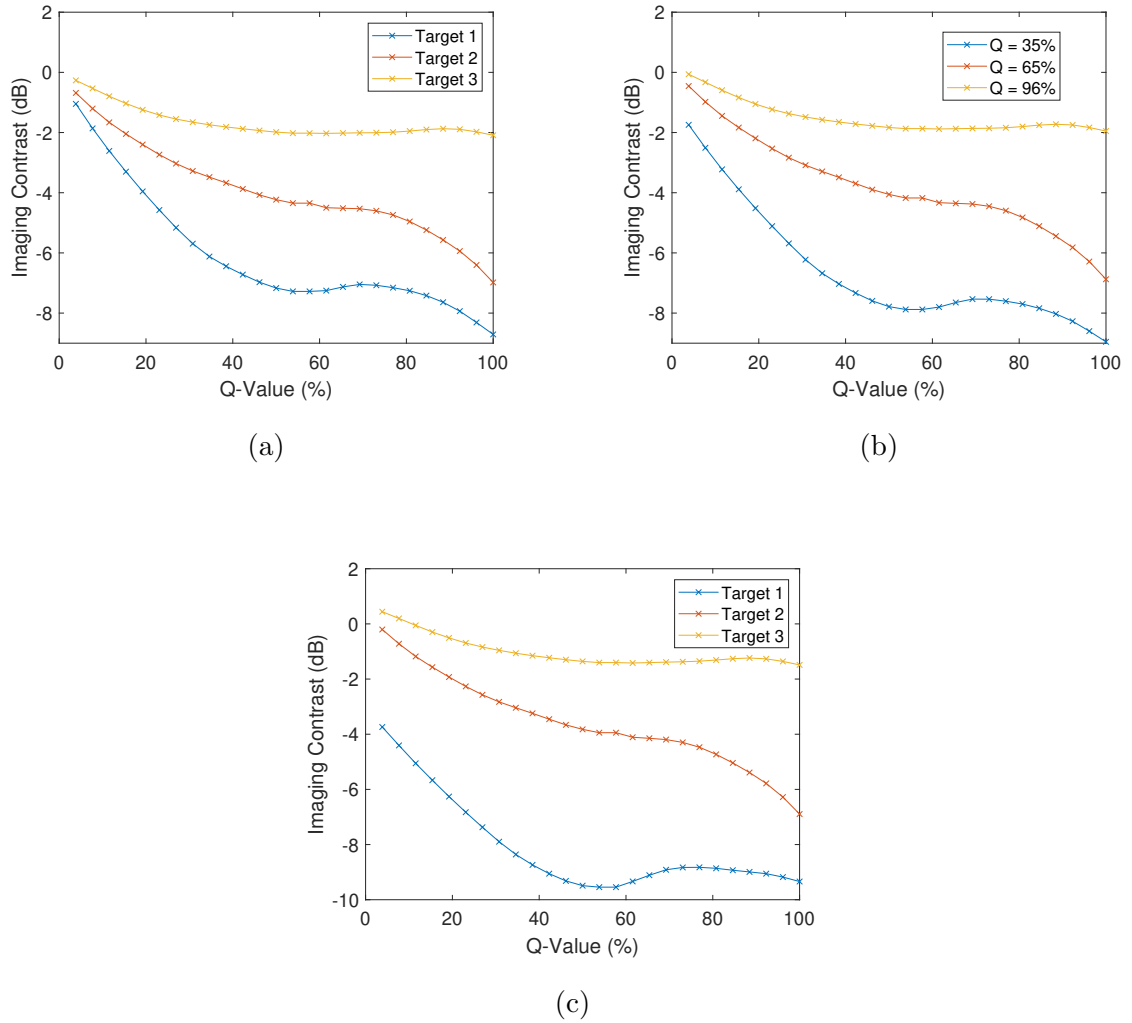 2
0
-2
-4
-6
-8
Imaging Contrast (dB)
Target 1
Target 2
Target 3
0 20 40 60 80 100
Q-Value (%)
(a)
2
0
-2
-4
-6
-8
Imaging Contrast (dB)
Q = 35%
Q = 65%
Q = 96%
0 20 40 60 80 100
Q-Value (%)
(b)
2
0
-2
-4
-6
-8
-10
Imaging Contrast (dB)
Target 1
Target 2
Target 3
0 20 40 60 80 100
Q-Value (%)
(c)